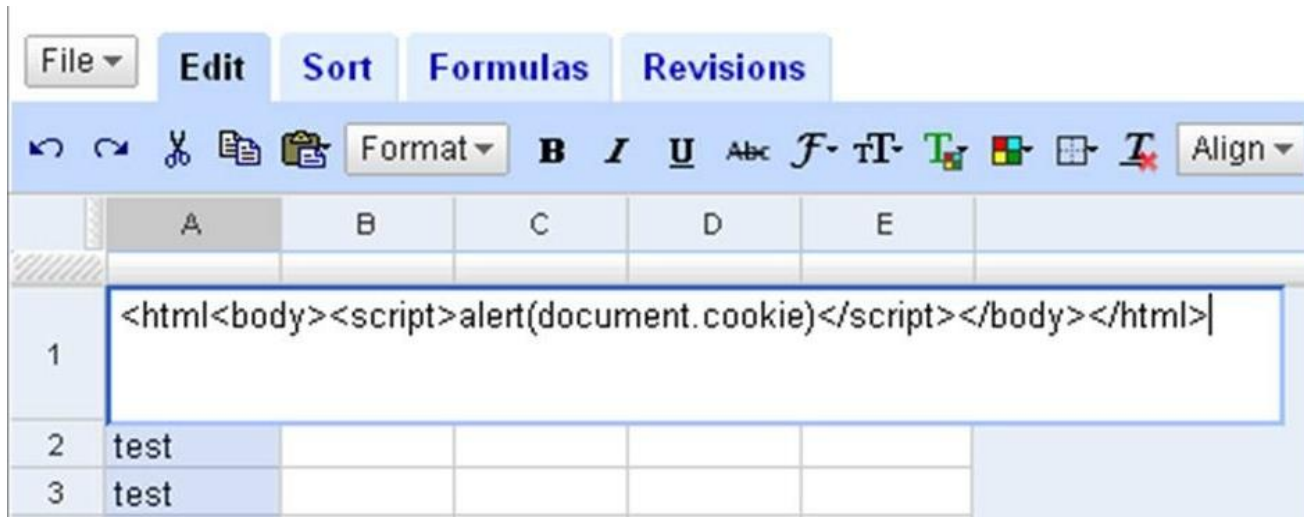 File Edit Sort Formulas Revisions
Format B I U Abc F T T T Align
A B C D E
<html<body><script>alert(document.cookie)</script></body></html>
1
2 test
3 test